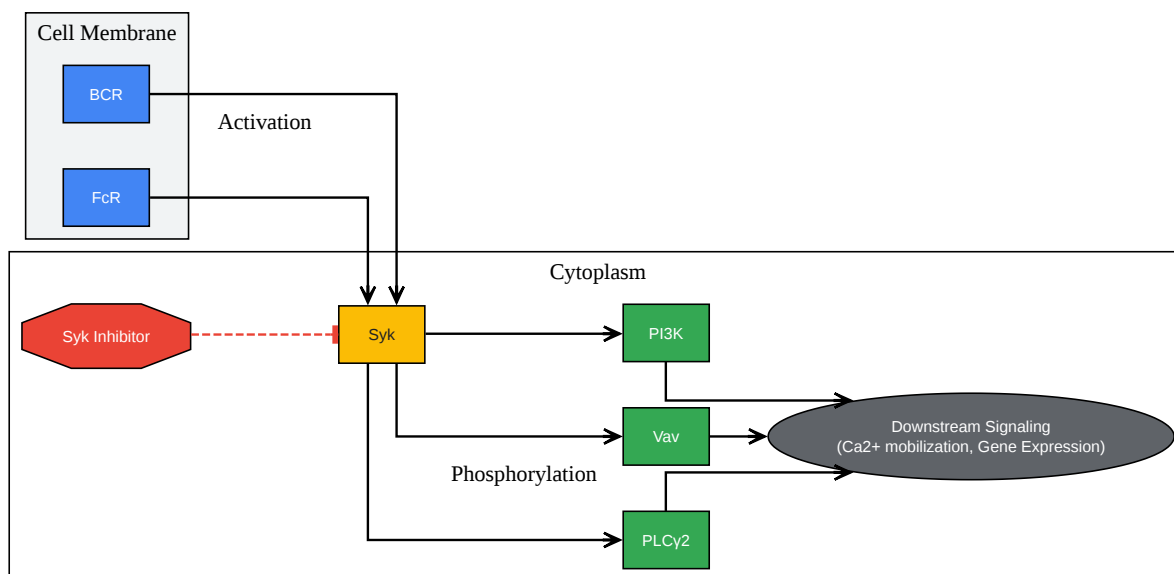 Cell Membrane
BCR
Activation
FcR
Cytoplasm
Syk Inhibitor
Syk
PI3K
Vav
Downstream Signaling
(Ca2+ mobilization, Gene Expression)
Phosphorylation
PLCγ2